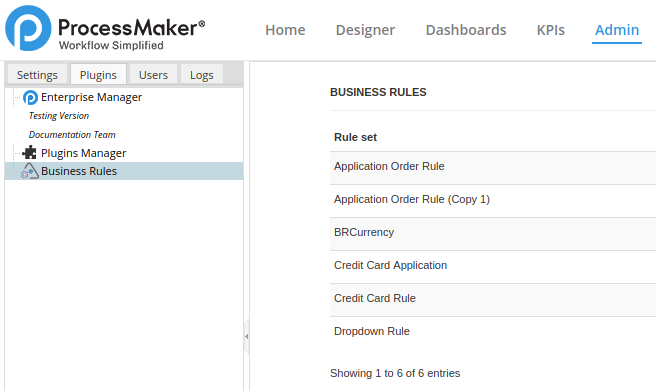 ProcessMaker®
Workflow Simplified
Home Designer Dashboards KPIs Admin
Settings Plugins Users Logs
Enterprise Manager
Testing Version
Documentation Team
Plugins Manager
Business Rules
BUSINESS RULES
Rule set
Application Order Rule
Application Order Rule (Copy 1)
BRCurrency
Credit Card Application
Credit Card Rule
Dropdown Rule
Showing 1 to 6 of 6 entries